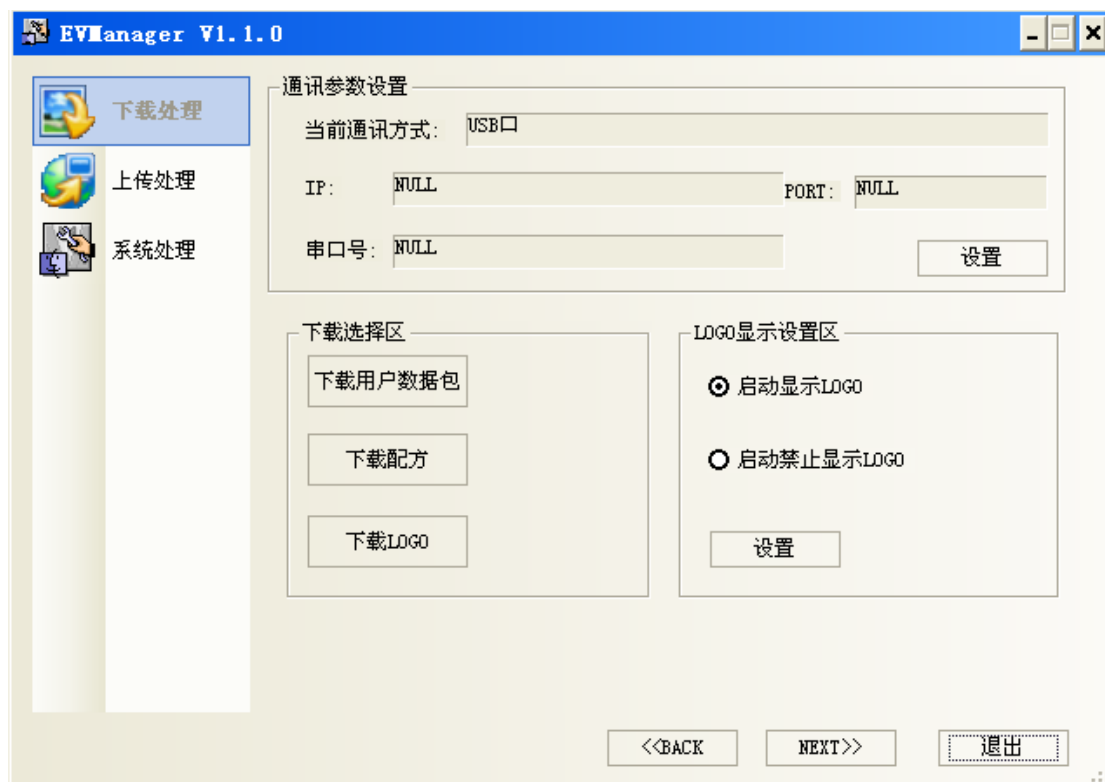 EVManager V1.1.0
下载处理
上传处理
系统处理
通讯参数设置
当前通讯方式: USB口
IP: NULL PORT: NULL
串口号: NULL 设置
下载选择区
下载用户数据包
下载配方
下载LOGO
LOGO显示设置区
启动显示LOGO
启动禁止显示LOGO
设置
<<BACK NEXT>> 退出